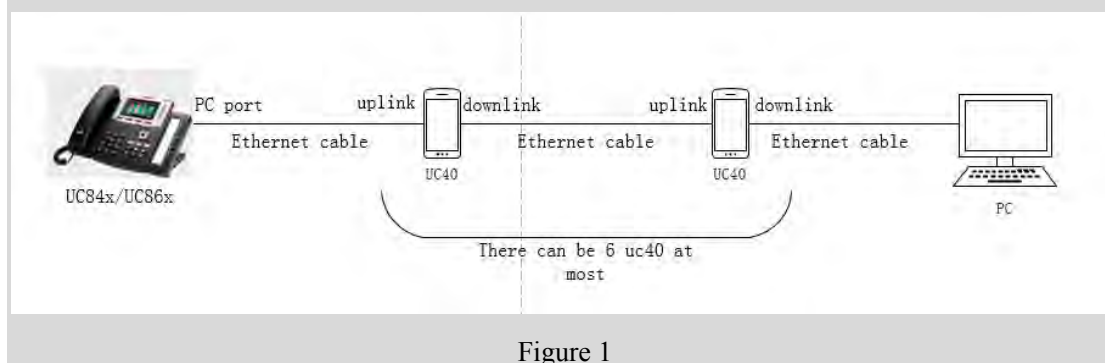 PC port
uplink
downlink
uplink
downlink
Ethernet cable
Ethernet cable
Ethernet cable
UC84x/UC86x
UC40
UC40
PC
There can be 6 uc40 at
most
Figure 1